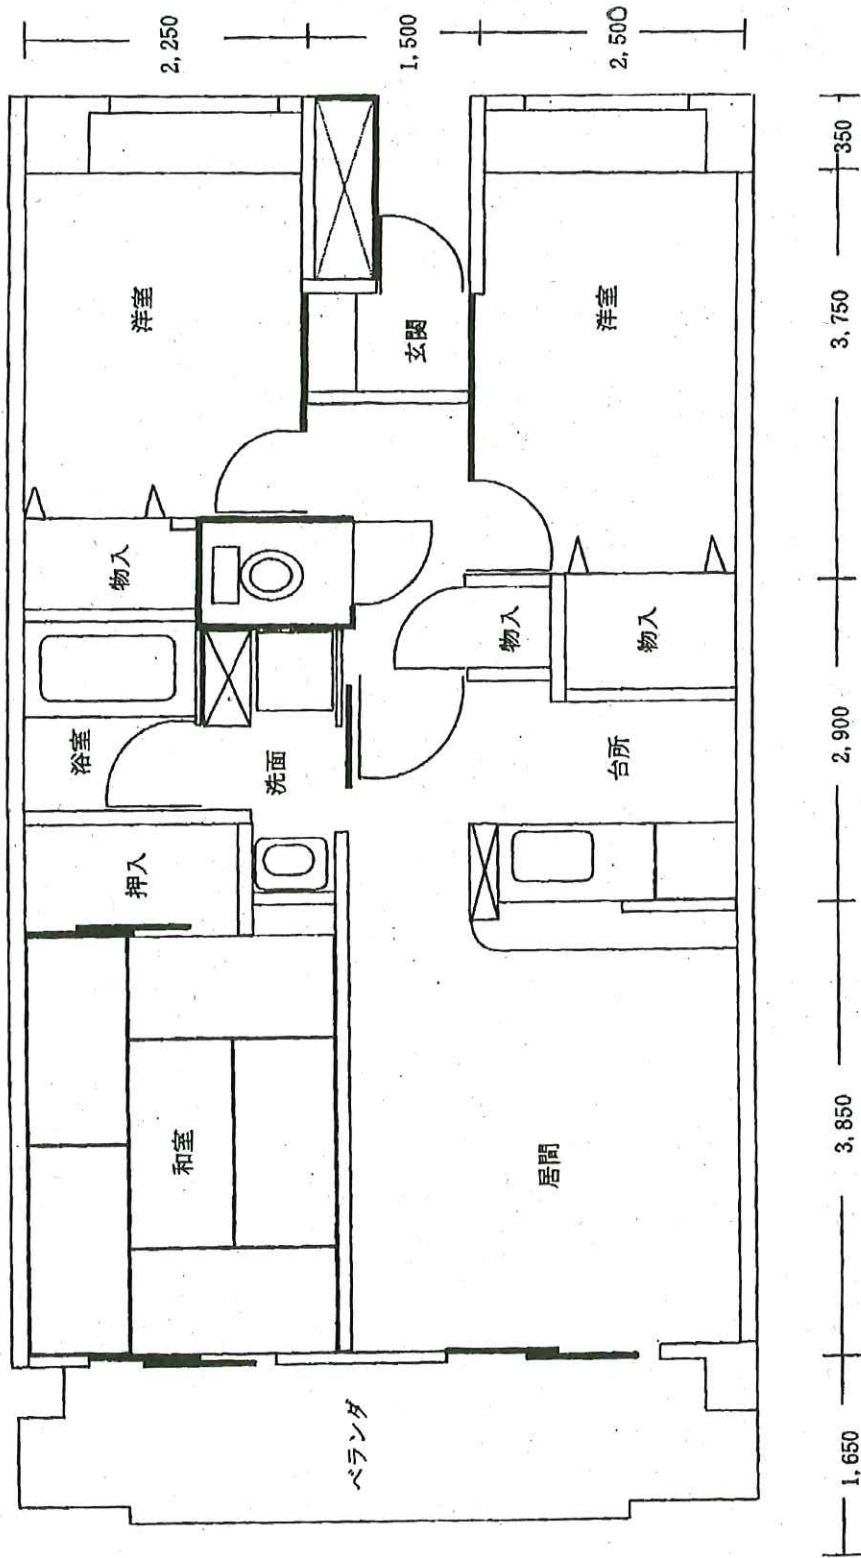 2,250
1,500
2,500
洋室
玄関
洋室
物入
物入
物入
浴室
洗面
台所
押入
和室
居間
ベランダ
1,650
3,850
2,900
3,750
350